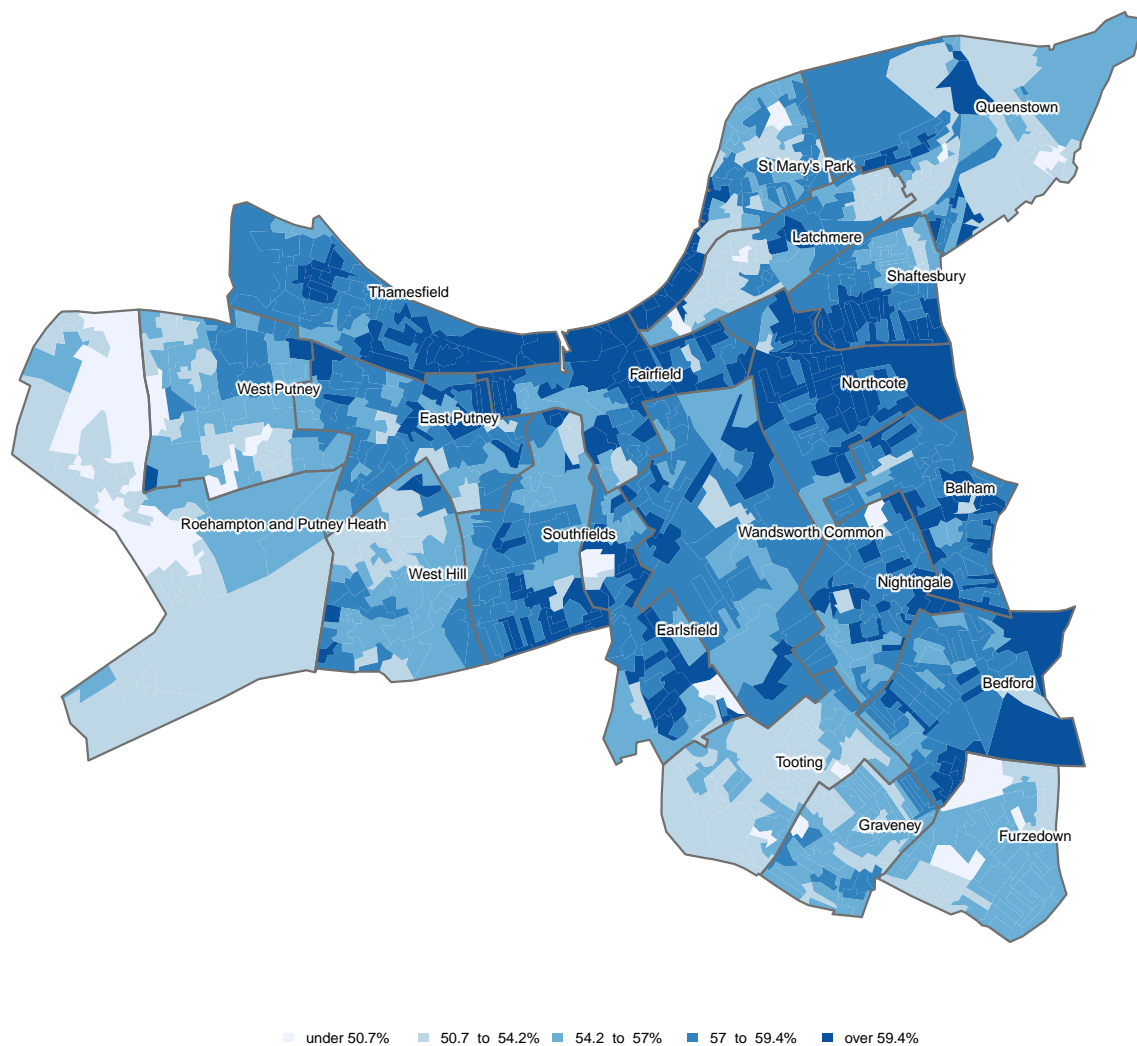 Queenstown
St Mary's Park
Latchmere
Shaftesbury
Thamesfield
Fairfield
Northcote
West Putney
East Putney
Balham
Roehampton and Putney Heath
Southfields
Wandsworth Common
West Hill
Nightingale
Earlsfield
Bedford
Tooting
Graveney
Furzedown
under 50.7% 50.7 to 54.2% 54.2 to 57% 57 to 59.4% over 59.4%